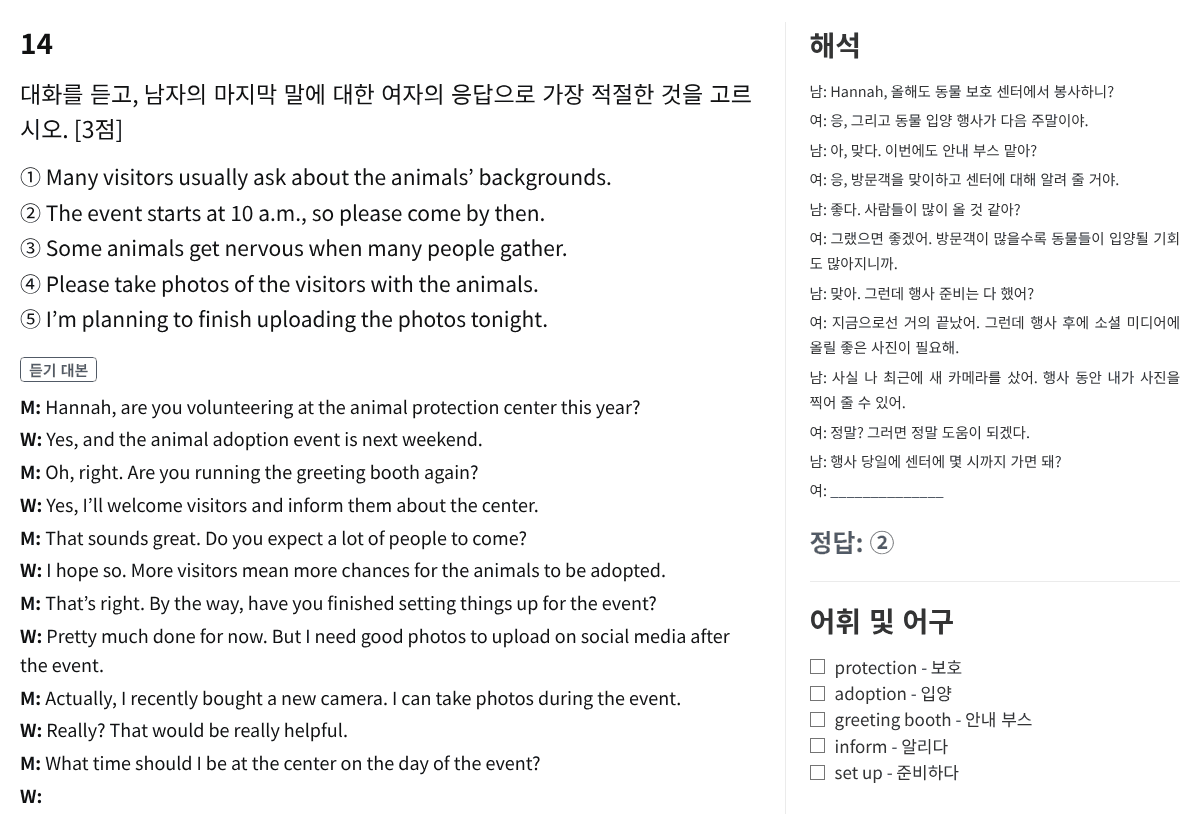 14
대화를 듣고, 남자의 마지막 말에 대한 여자의 응답으로 가장 적절한 것을 고르
시오. [3점]
① Many visitors usually ask about the animals’ backgrounds.
② The event starts at 10 a.m., so please come by then.
③ Some animals get nervous when many people gather.
④ Please take photos of the visitors with the animals.
⑤ I’m planning to finish uploading the photos tonight.
듣기 대본
M: Hannah, are you volunteering at the animal protection center this year?
W: Yes, and the animal adoption event is next weekend.
M: Oh, right. Are you running the greeting booth again?
W: Yes, I’ll welcome visitors and inform them about the center.
M: That sounds great. Do you expect a lot of people to come?
W: I hope so. More visitors mean more chances for the animals to be adopted.
M: That’s right. By the way, have you finished setting things up for the event?
W: Pretty much done for now. But I need good photos to upload on social media after
the event.
M: Actually, I recently bought a new camera. I can take photos during the event.
W: Really? That would be really helpful.
M: What time should I be at the center on the day of the event?
W:
해석
남: Hannah, 올해도 동물 보호 센터에서 봉사하니?
여: 응, 그리고 동물 입양 행사가 다음 주말이야.
남: 아, 맞다. 이번에도 안내 부스 맡아?
여: 응, 방문객을 맞이하고 센터에 대해 알려 줄 거야.
남: 좋다. 사람들이 많이 올 것 같아?
여: 그랬으면 좋겠어. 방문객이 많을수록 동물들이 입양될 기회
도 많아지니까.
남: 맞아. 그런데 행사 준비는 다 했어?
여: 지금으로선 거의 끝났어. 그런데 행사 후에 소셜 미디어에
올릴 좋은 사진이 필요해.
남: 사실 나 최근에 새 카메라를 샀어. 행사 동안 내가 사진을
찍어 줄 수 있어.
여: 정말? 그러면 정말 도움이 되겠다.
남: 행사 당일에 센터에 몇 시까지 가면 돼?
여: ______________
정답: ②
어휘 및 어구
☐ protection - 보호
☐ adoption - 입양
☐ greeting booth - 안내 부스
☐ inform - 알리다
☐ set up - 준비하다